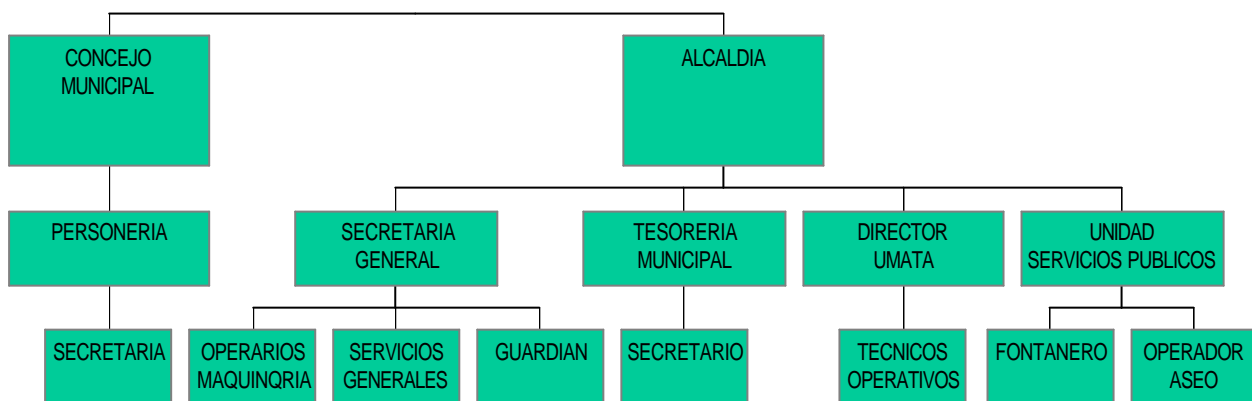 CONCEJO
MUNICIPAL
ALCALDIA
PERSONERIA
SECRETARIA
GENERAL
TESORERIA
MUNICIPAL
DIRECTOR
UMATA
UNIDAD
SERVICIOS PUBLICOS
SECRETARIA
OPERARIOS
MAQUINQRIA
SERVICIOS
GENERALES
GUARDIAN
SECRETARIO
TECNICOS
OPERATIVOS
FONTANERO
OPERADOR
ASEO